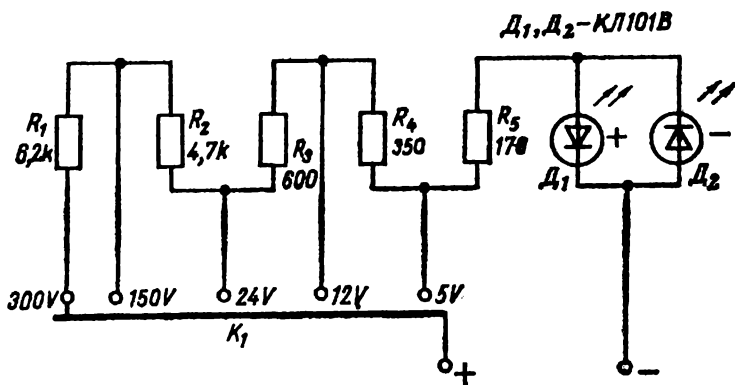 Д₁, Д₂ – КЛ101В
R₁ 8,2k
R₂ 4,7k
R₃ 600
R₄ 350
R₅
+
–
Д₁
Д₂
300V
150V
24V
12V
5V
K₁
+
–